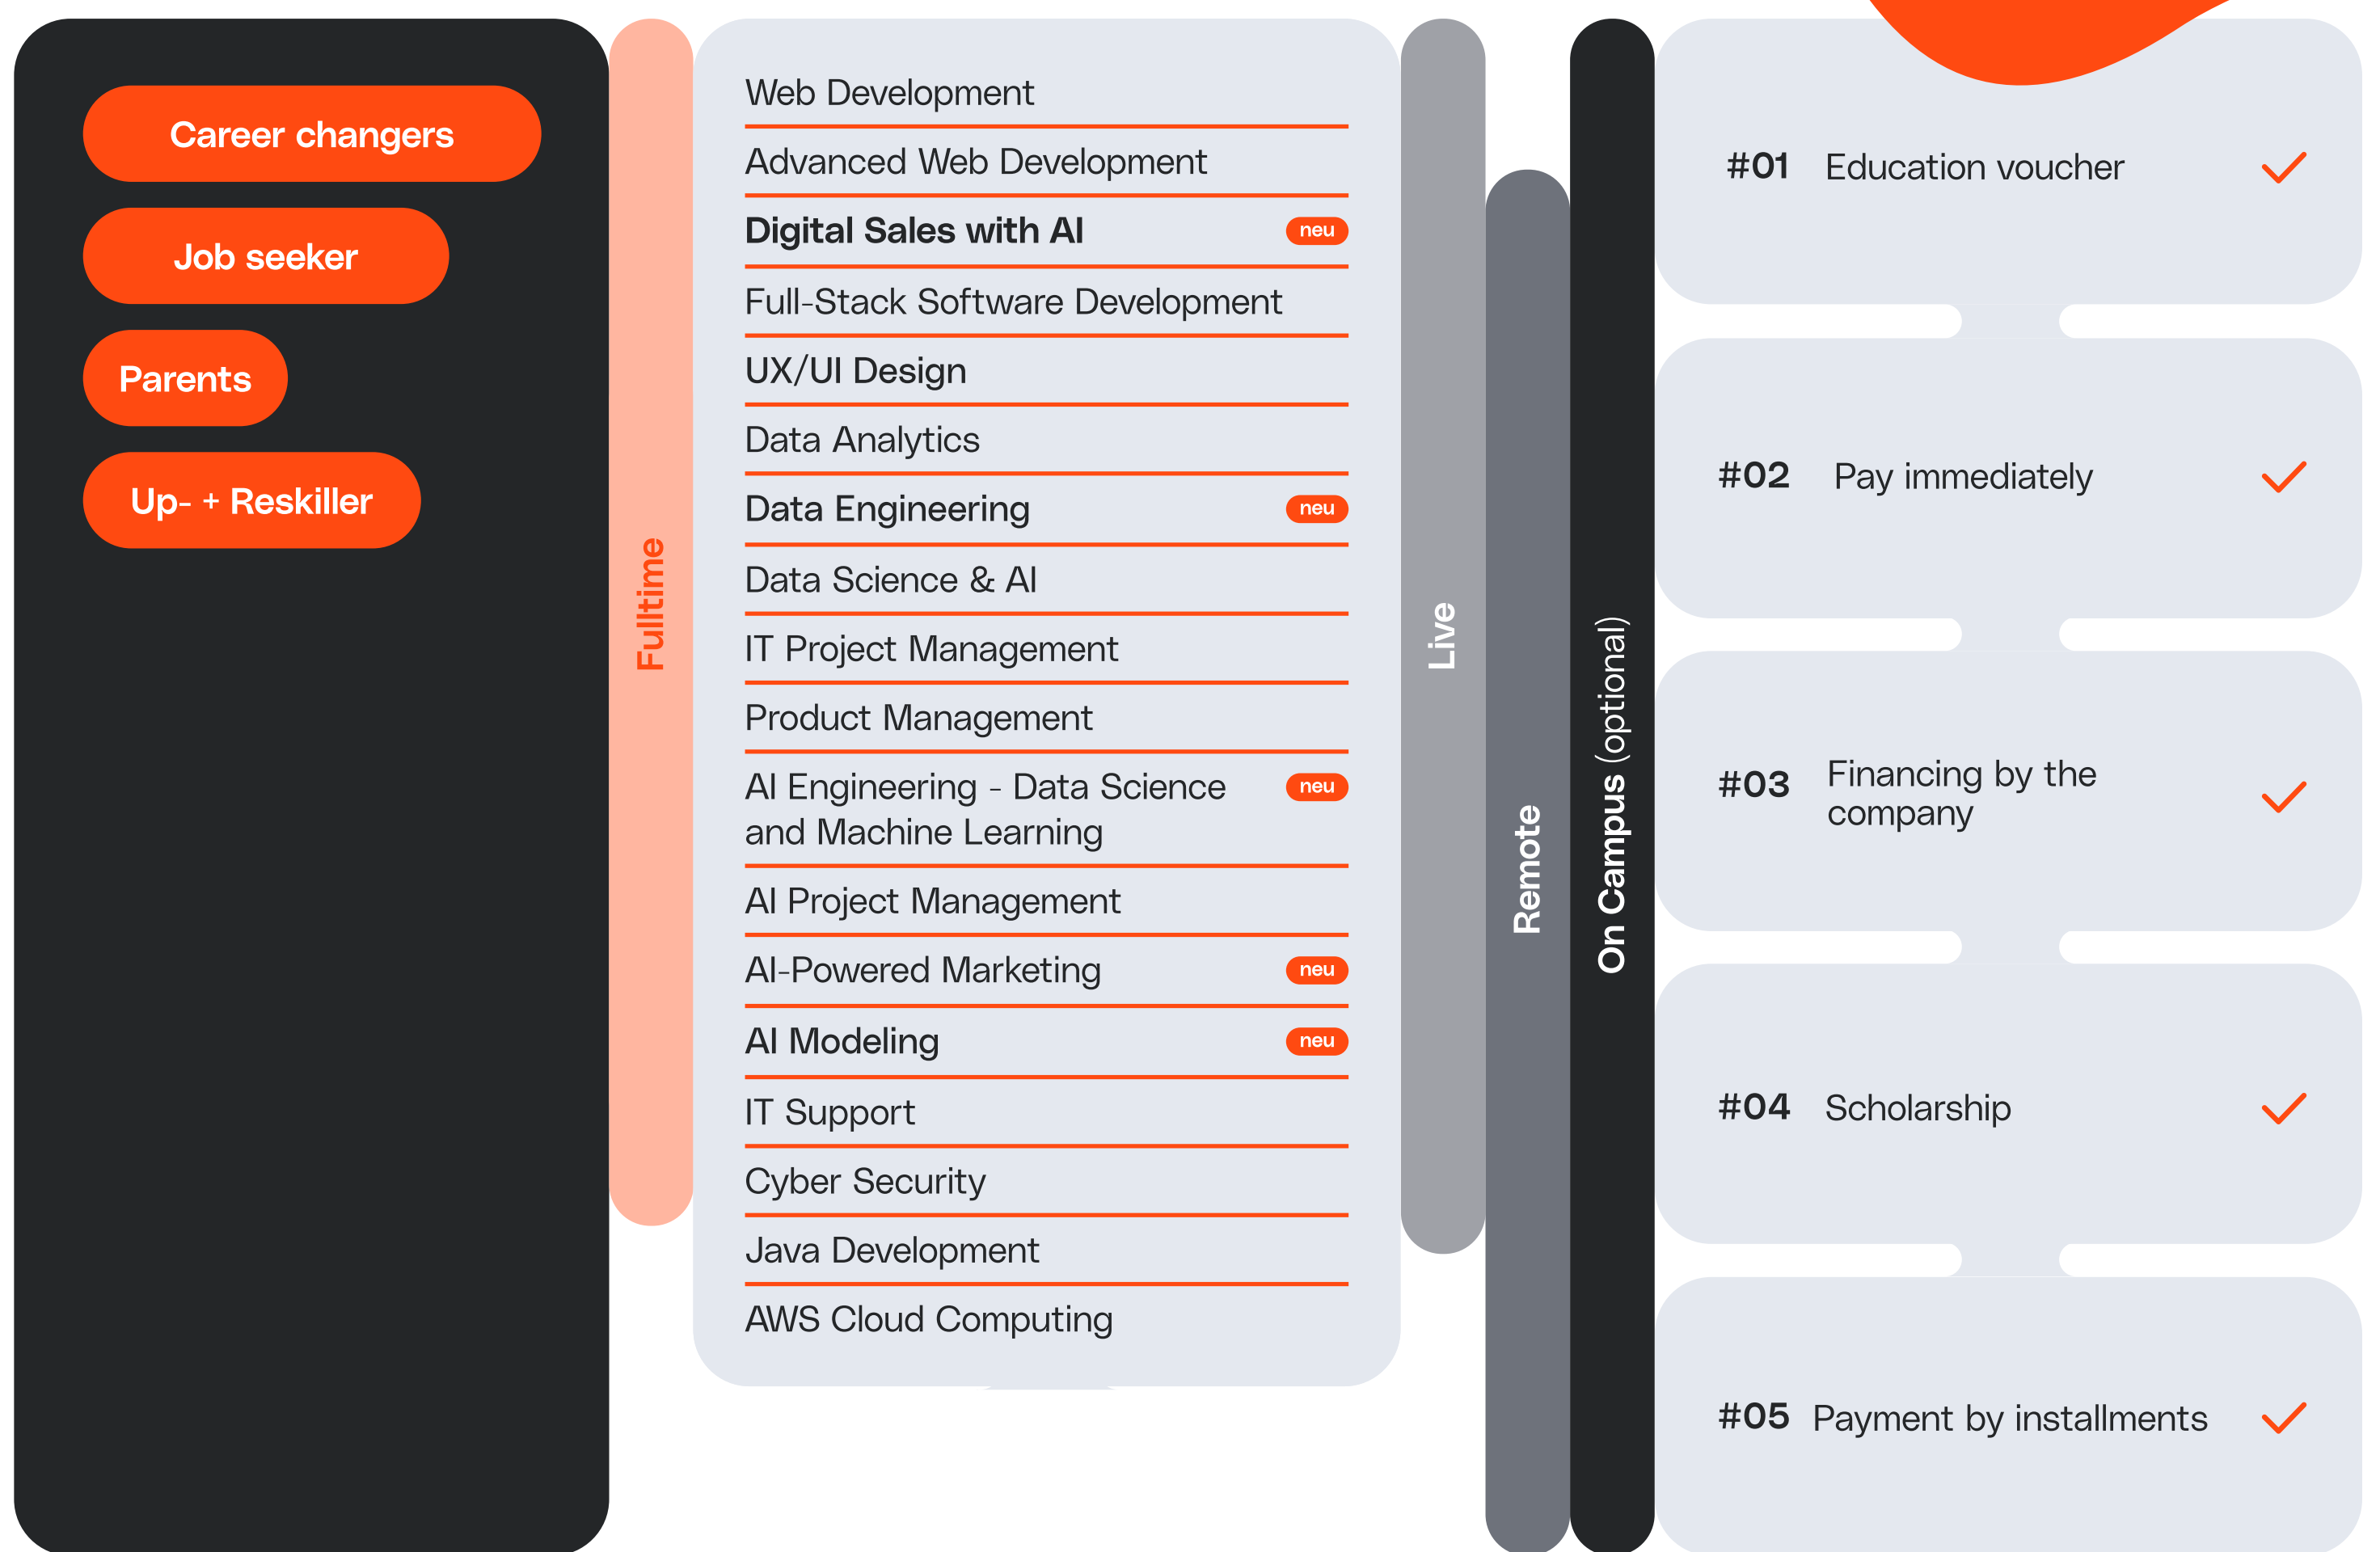 Career changers
Job seeker
Parents
Up- + Reskiller
Fulltime
Web Development
Advanced Web Development
Digital Sales with AI neu
Full-Stack Software Development
UX/UI Design
Data Analytics
Data Engineering neu
Data Science & AI
IT Project Management
Product Management
AI Engineering - Data Science neu
and Machine Learning
AI Project Management
AI-Powered Marketing neu
AI Modeling neu
IT Support
Cyber Security
Java Development
AWS Cloud Computing
Live
Remote
On Campus (optional)
#01 Education voucher
#02 Pay immediately
#03 Financing by the
company
#04 Scholarship
#05 Payment by installments